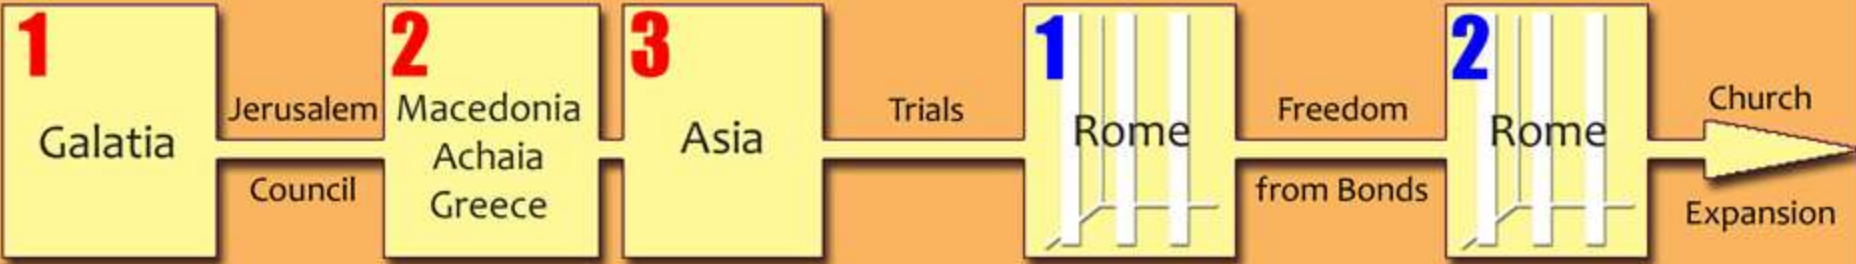 1
Galatia
Jerusalem
Council
2
Macedonia
Achaia
Greece
3
Asia
Trials
1
Rome
Freedom
from Bonds
2
Rome
Church
Expansion